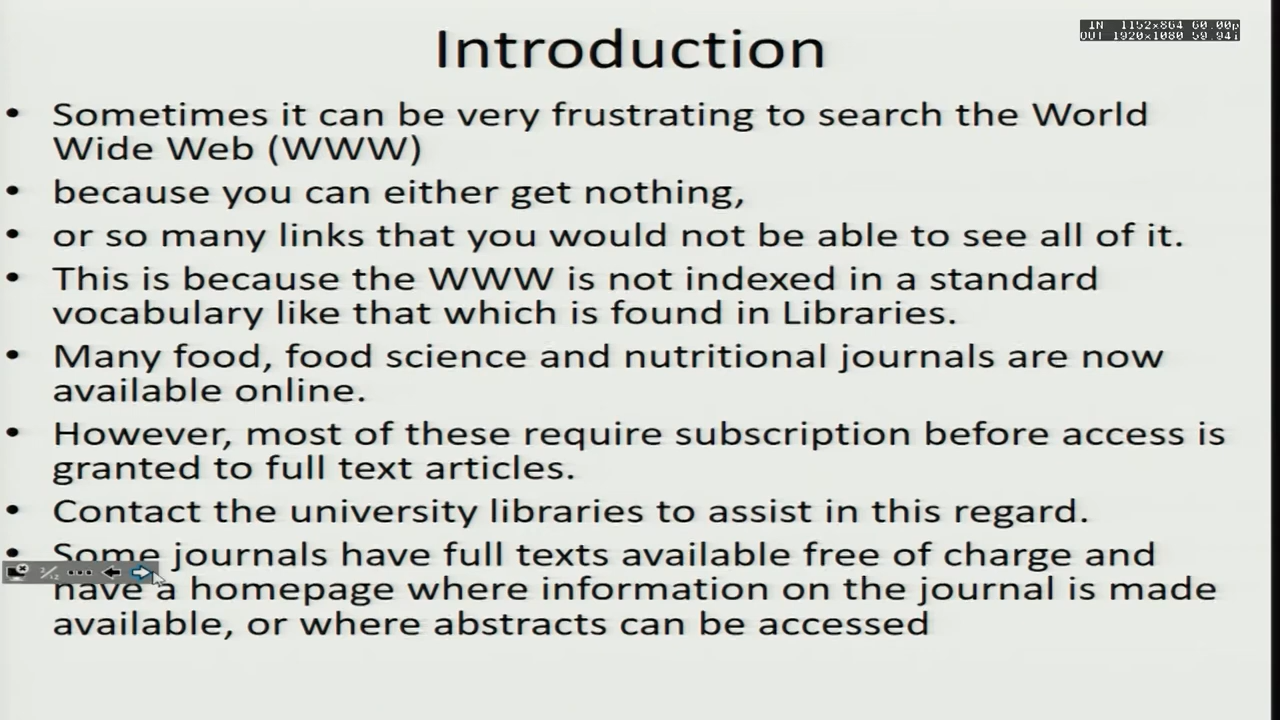 Introduction
IN 1152x864 60.00p
OUT 1920x1080 59.94i
• Sometimes it can be very frustrating to search the World
Wide Web (WWW)
• because you can either get nothing,
• or so many links that you would not be able to see all of it.
• This is because the WWW is not indexed in a standard
vocabulary like that which is found in Libraries.
• Many food, food science and nutritional journals are now
available online.
• However, most of these require subscription before access is
granted to full text articles.
• Contact the university libraries to assist in this regard.
• Some journals have full texts available free of charge and
have a homepage where information on the journal is made
available, or where abstracts can be accessed